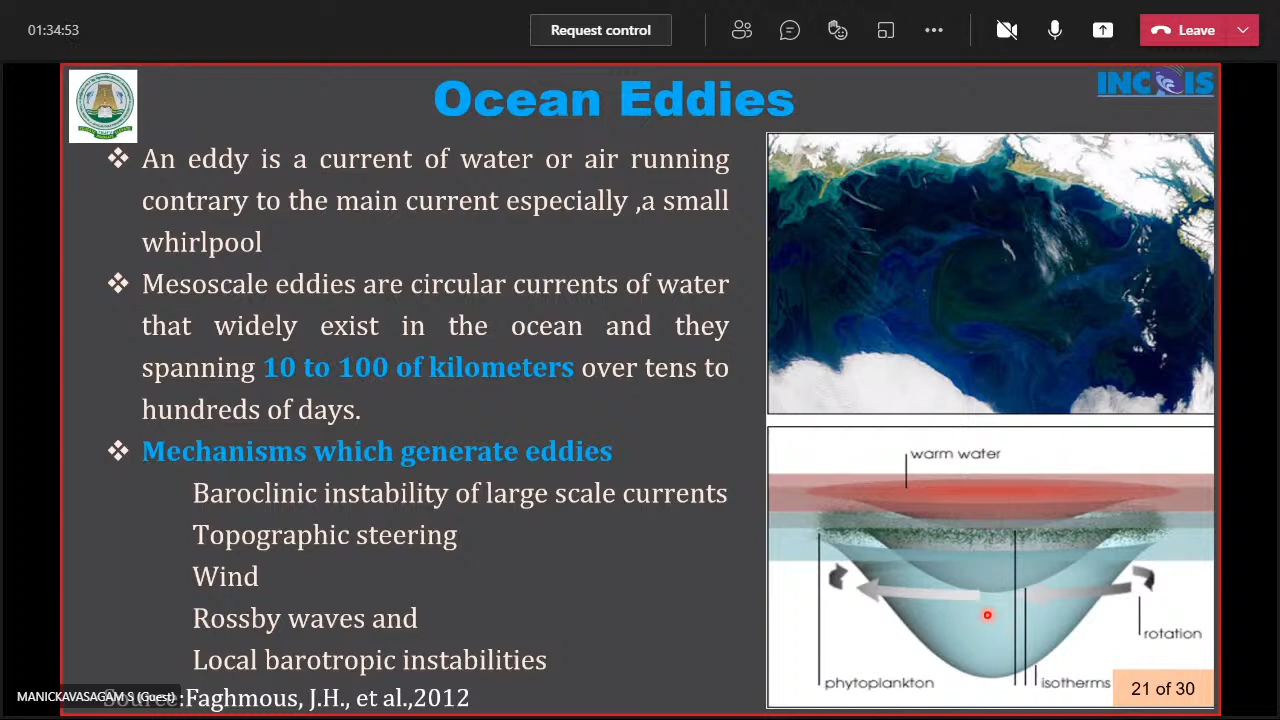 01:34:53
Request control
Leave
Ocean Eddies
INCOIS
❖ An eddy is a current of water or air running
contrary to the main current especially ,a small
whirlpool
❖ Mesoscale eddies are circular currents of water
that widely exist in the ocean and they
spanning 10 to 100 of kilometers over tens to
hundreds of days.
❖ Mechanisms which generate eddies
Baroclinic instability of large scale currents
Topographic steering
Wind
Rossby waves and
Local barotropic instabilities
Source:Faghmous, J.H., et al.,2012
MANICKAVASAGAM S (Guest)
warm water
rotation
phytoplankton
isotherms
21 of 30